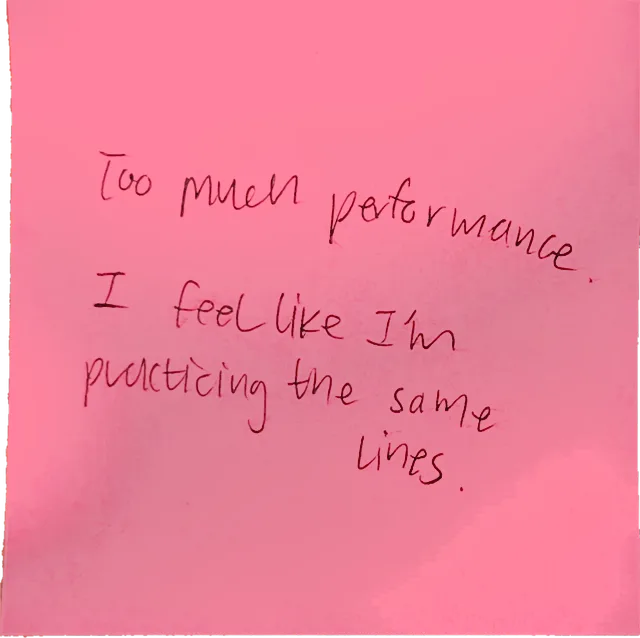 Too much performance.
I feel like I'm
practicing the same
lines.